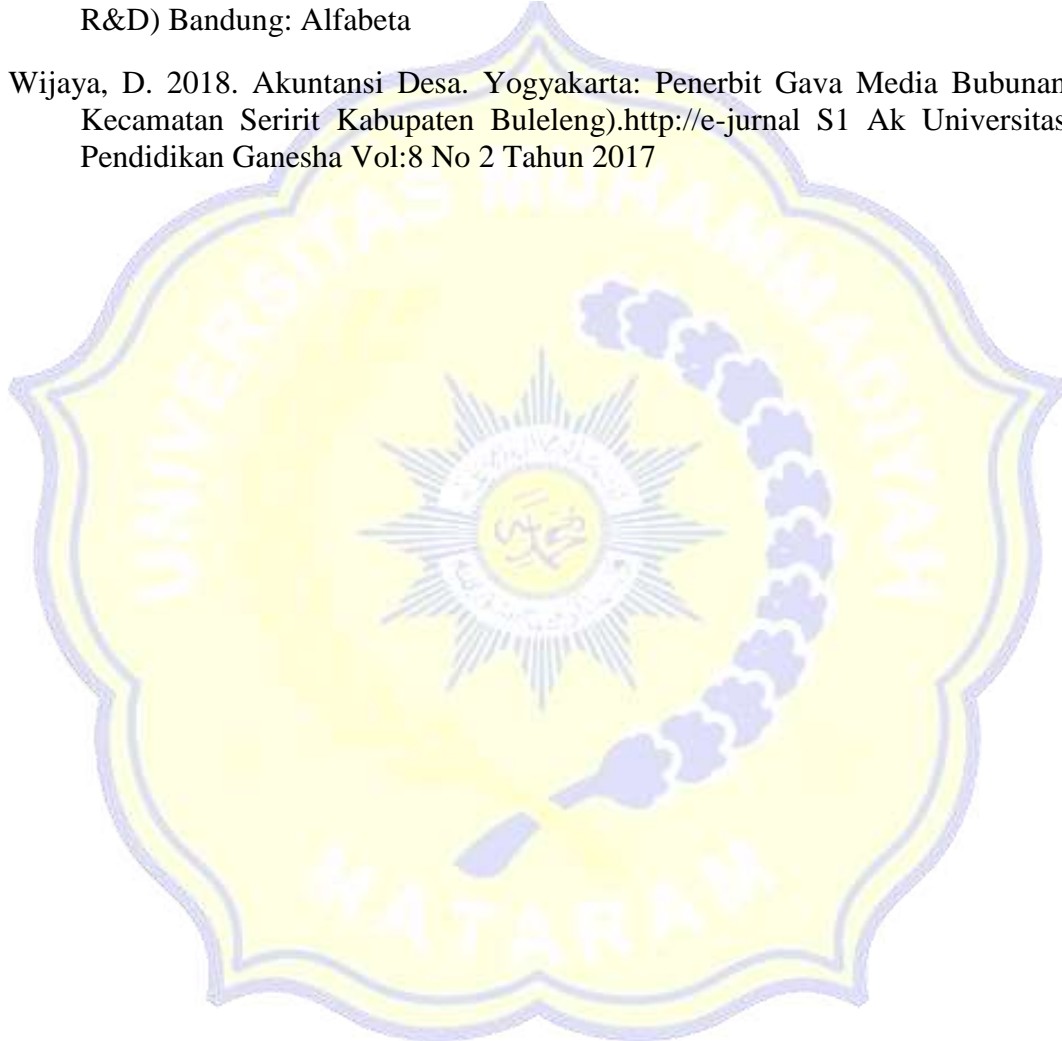 R&D) Bandung: Alfabeta
Wijaya, D. 2018. Akuntansi Desa. Yogyakarta: Penerbit Gava Media Bubunan
Kecamatan Seririt Kabupaten Buleleng).http://e-jurnal S1 Ak Universitas
Pendidikan Ganesha Vol:8 No 2 Tahun 2017
UNIVERSITAS MUHAMMADIYAH
MATARAM